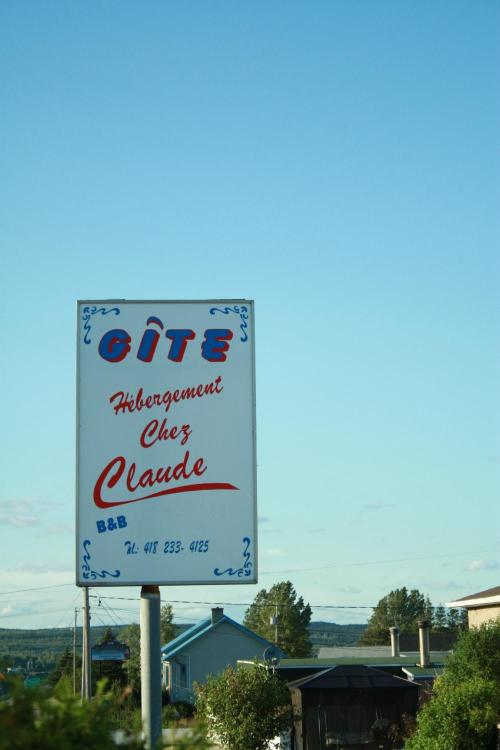 GÎTE
Hébergement
Chez
Claude
B&B
Tél.: 418 233-4125